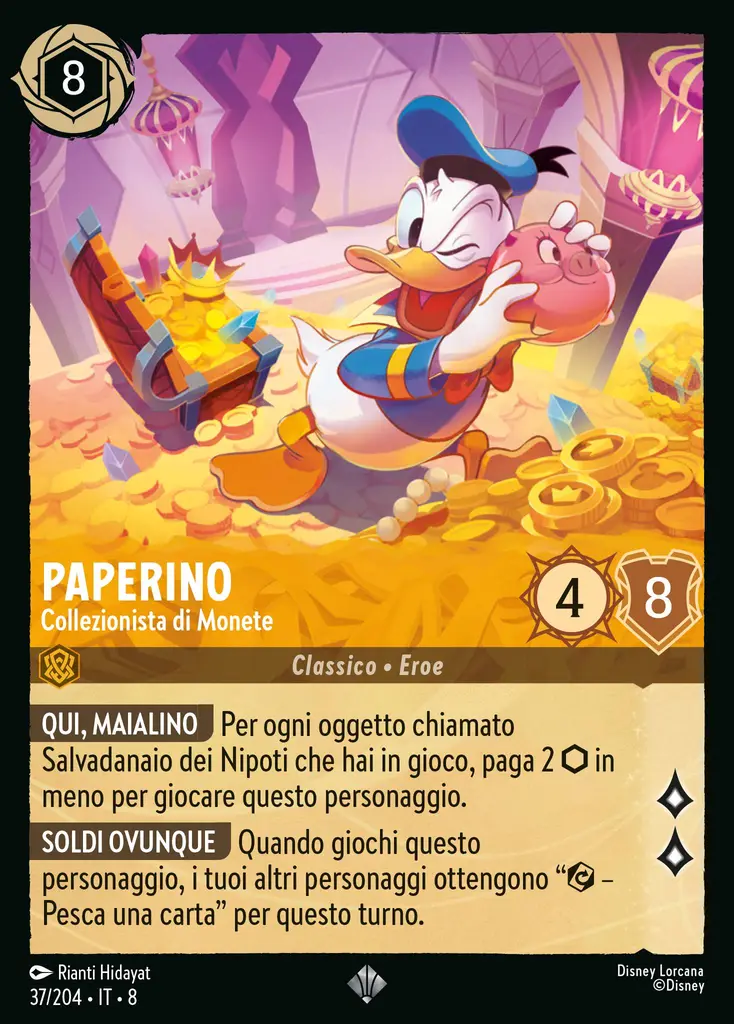 8
PAPERINO
Collezionista di Monete
4
8
Classico • Eroe
QUI, MAIALINO Per ogni oggetto chiamato
Salvadanaio dei Nipoti che hai in gioco, paga 2 ⬡ in
meno per giocare questo personaggio.
SOLDI OVUNQUE Quando giochi questo
personaggio, i tuoi altri personaggi ottengono “⟳ –
Pesca una carta” per questo turno.
Rianti Hidayat
37/204 • IT • 8
Disney Lorcana
©Disney